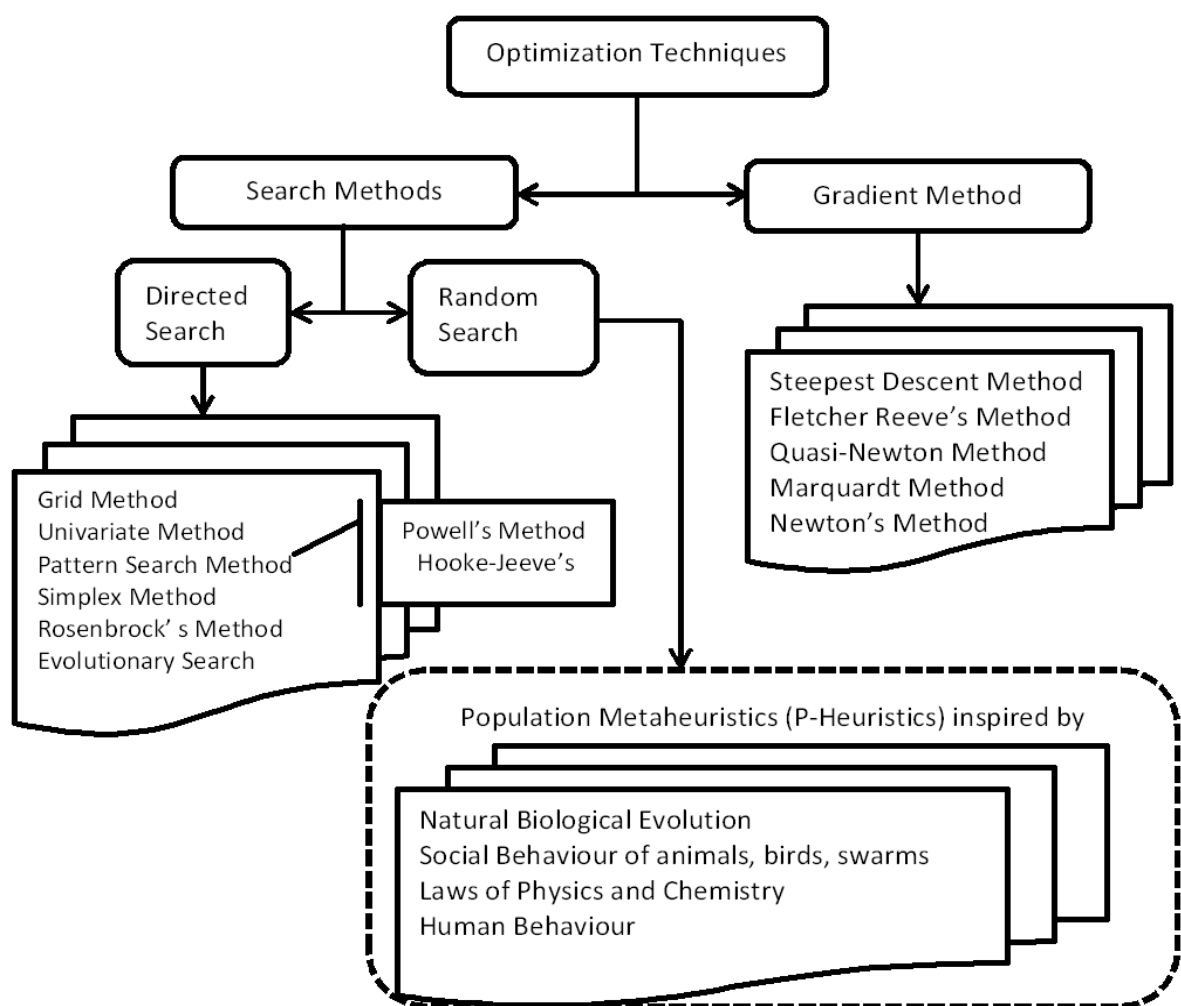 Optimization Techniques
Search Methods
Gradient Method
Directed
Search
Random
Search
Steepest Descent Method
Fletcher Reeve's Method
Quasi-Newton Method
Marquardt Method
Newton's Method
Grid Method
Univariate Method
Pattern Search Method
Simplex Method
Rosenbrock' s Method
Evolutionary Search
Powell's Method
Hooke-Jeeve's
Population Metaheuristics (P-Heuristics) inspired by
Natural Biological Evolution
Social Behaviour of animals, birds, swarms
Laws of Physics and Chemistry
Human Behaviour